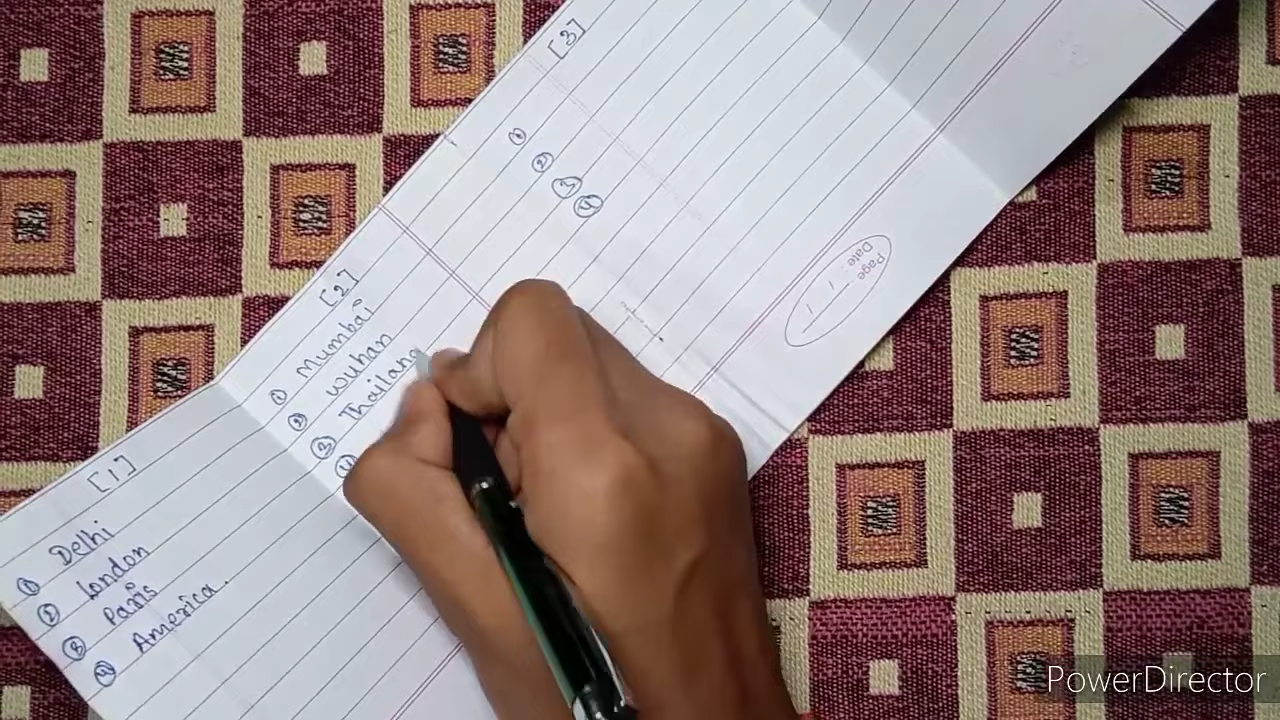 [1]
① Delhi
② London
③ Paris
④ America.
[2]
① Mumbai
② wuhan
③ Thailand
④
[3]
①
②
③
④
Page
Date: / /
PowerDirector